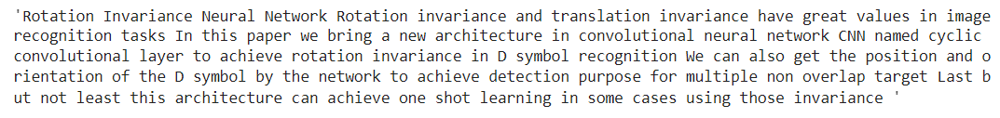 'Rotation Invariance Neural Network Rotation invariance and translation invariance have great values in image
recognition tasks In this paper we bring a new architecture in convolutional neural network CNN named cyclic
convolutional layer to achieve rotation invariance in D symbol recognition We can also get the position and o
rientation of the D symbol by the network to achieve detection purpose for multiple non overlap target Last b
ut not least this architecture can achieve one shot learning in some cases using those invariance '